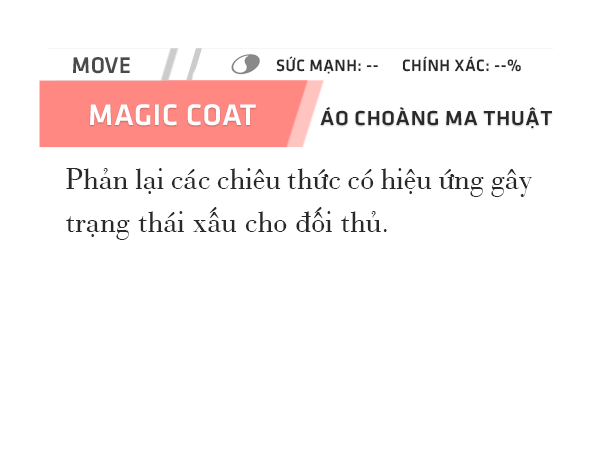 MOVE SỨC MẠNH: -- CHÍNH XÁC: --%
MAGIC COAT ÁO CHOÀNG MA THUẬT
Phản lại các chiêu thức có hiệu ứng gây
trạng thái xấu cho đối thủ.